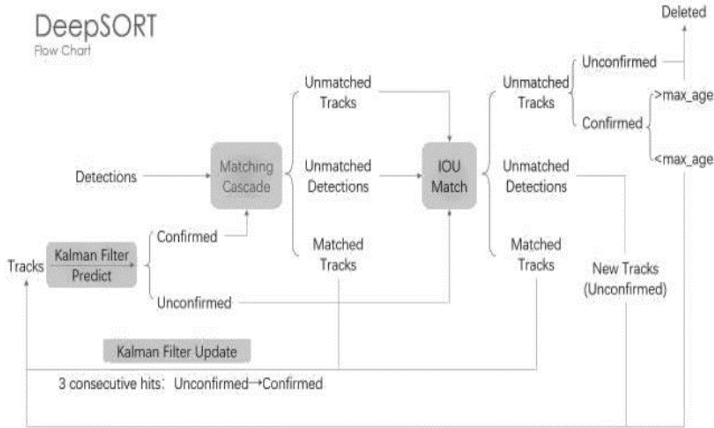 DeepSORT
Flow Chart
Deleted
Unmatched
Tracks
Unmatched
Tracks
Unconfirmed
>max_age
Confirmed
<max_age
Detections
Matching
Cascade
Unmatched
Detections
IOU
Match
Unmatched
Detections
Tracks
Kalman Filter
Predict
Confirmed
Unconfirmed
Matched
Tracks
Matched
Tracks
New Tracks
(Unconfirmed)
Kalman Filter Update
3 consecutive hits: Unconfirmed→Confirmed